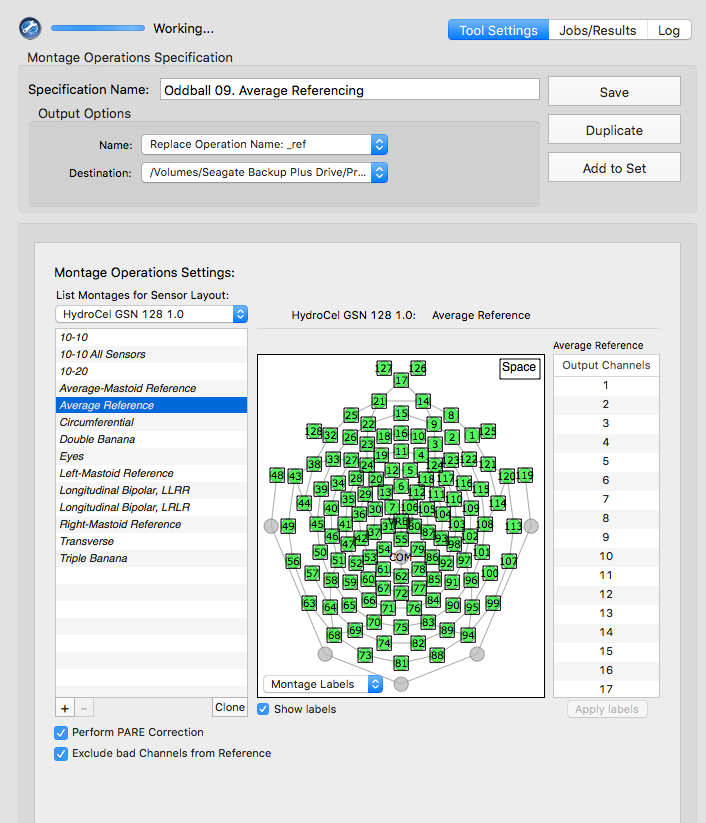 Working...
Tool Settings
Jobs/Results
Log
Montage Operations Specification
Specification Name: Oddball 09. Average Referencing
Save
Output Options
Duplicate
Name: Replace Operation Name: _ref
Destination: /Volumes/Seagate Backup Plus Drive/Pr...
Add to Set
Montage Operations Settings:
List Montages for Sensor Layout:
HydroCel GSN 128 1.0
HydroCel GSN 128 1.0: Average Reference
10-10
10-10 All Sensors
10-20
Average-Mastoid Reference
Average Reference
Circumferential
Double Banana
Eyes
Left-Mastoid Reference
Longitudinal Bipolar, LLRR
Longitudinal Bipolar, LRLR
Right-Mastoid Reference
Transverse
Triple Banana
+ -
Clone
Space
127 126
17
21 14
25 15 8
22 9
128 32 26 18 16 10 2 1 125
23 3
33 27 19 11 4 123 122
38 24 124 121
48 43 34 28 20 12 5 118 117 116 120 119
39 35 29 13 6 112 111 110 115
44 40 36 30 7 106 105 104 109 114
49 45 41 37 31 80 87 103 108 113
46 42 55 93 102
47 54 79 98
50 53 COM 86 101
56 51 52 61 78 92 97 107
57 58 59 60 67 62 77 85 91 96 100
63 64 65 66 71 72 76 84 90 95 99
68 69 70 75 83 89 94
74 82
73 81 88
Montage Labels
Show labels
Average Reference
Output Channels
1
2
3
4
5
6
7
8
9
10
11
12
13
14
15
16
17
Apply labels
Perform PARE Correction
Exclude bad Channels from Reference